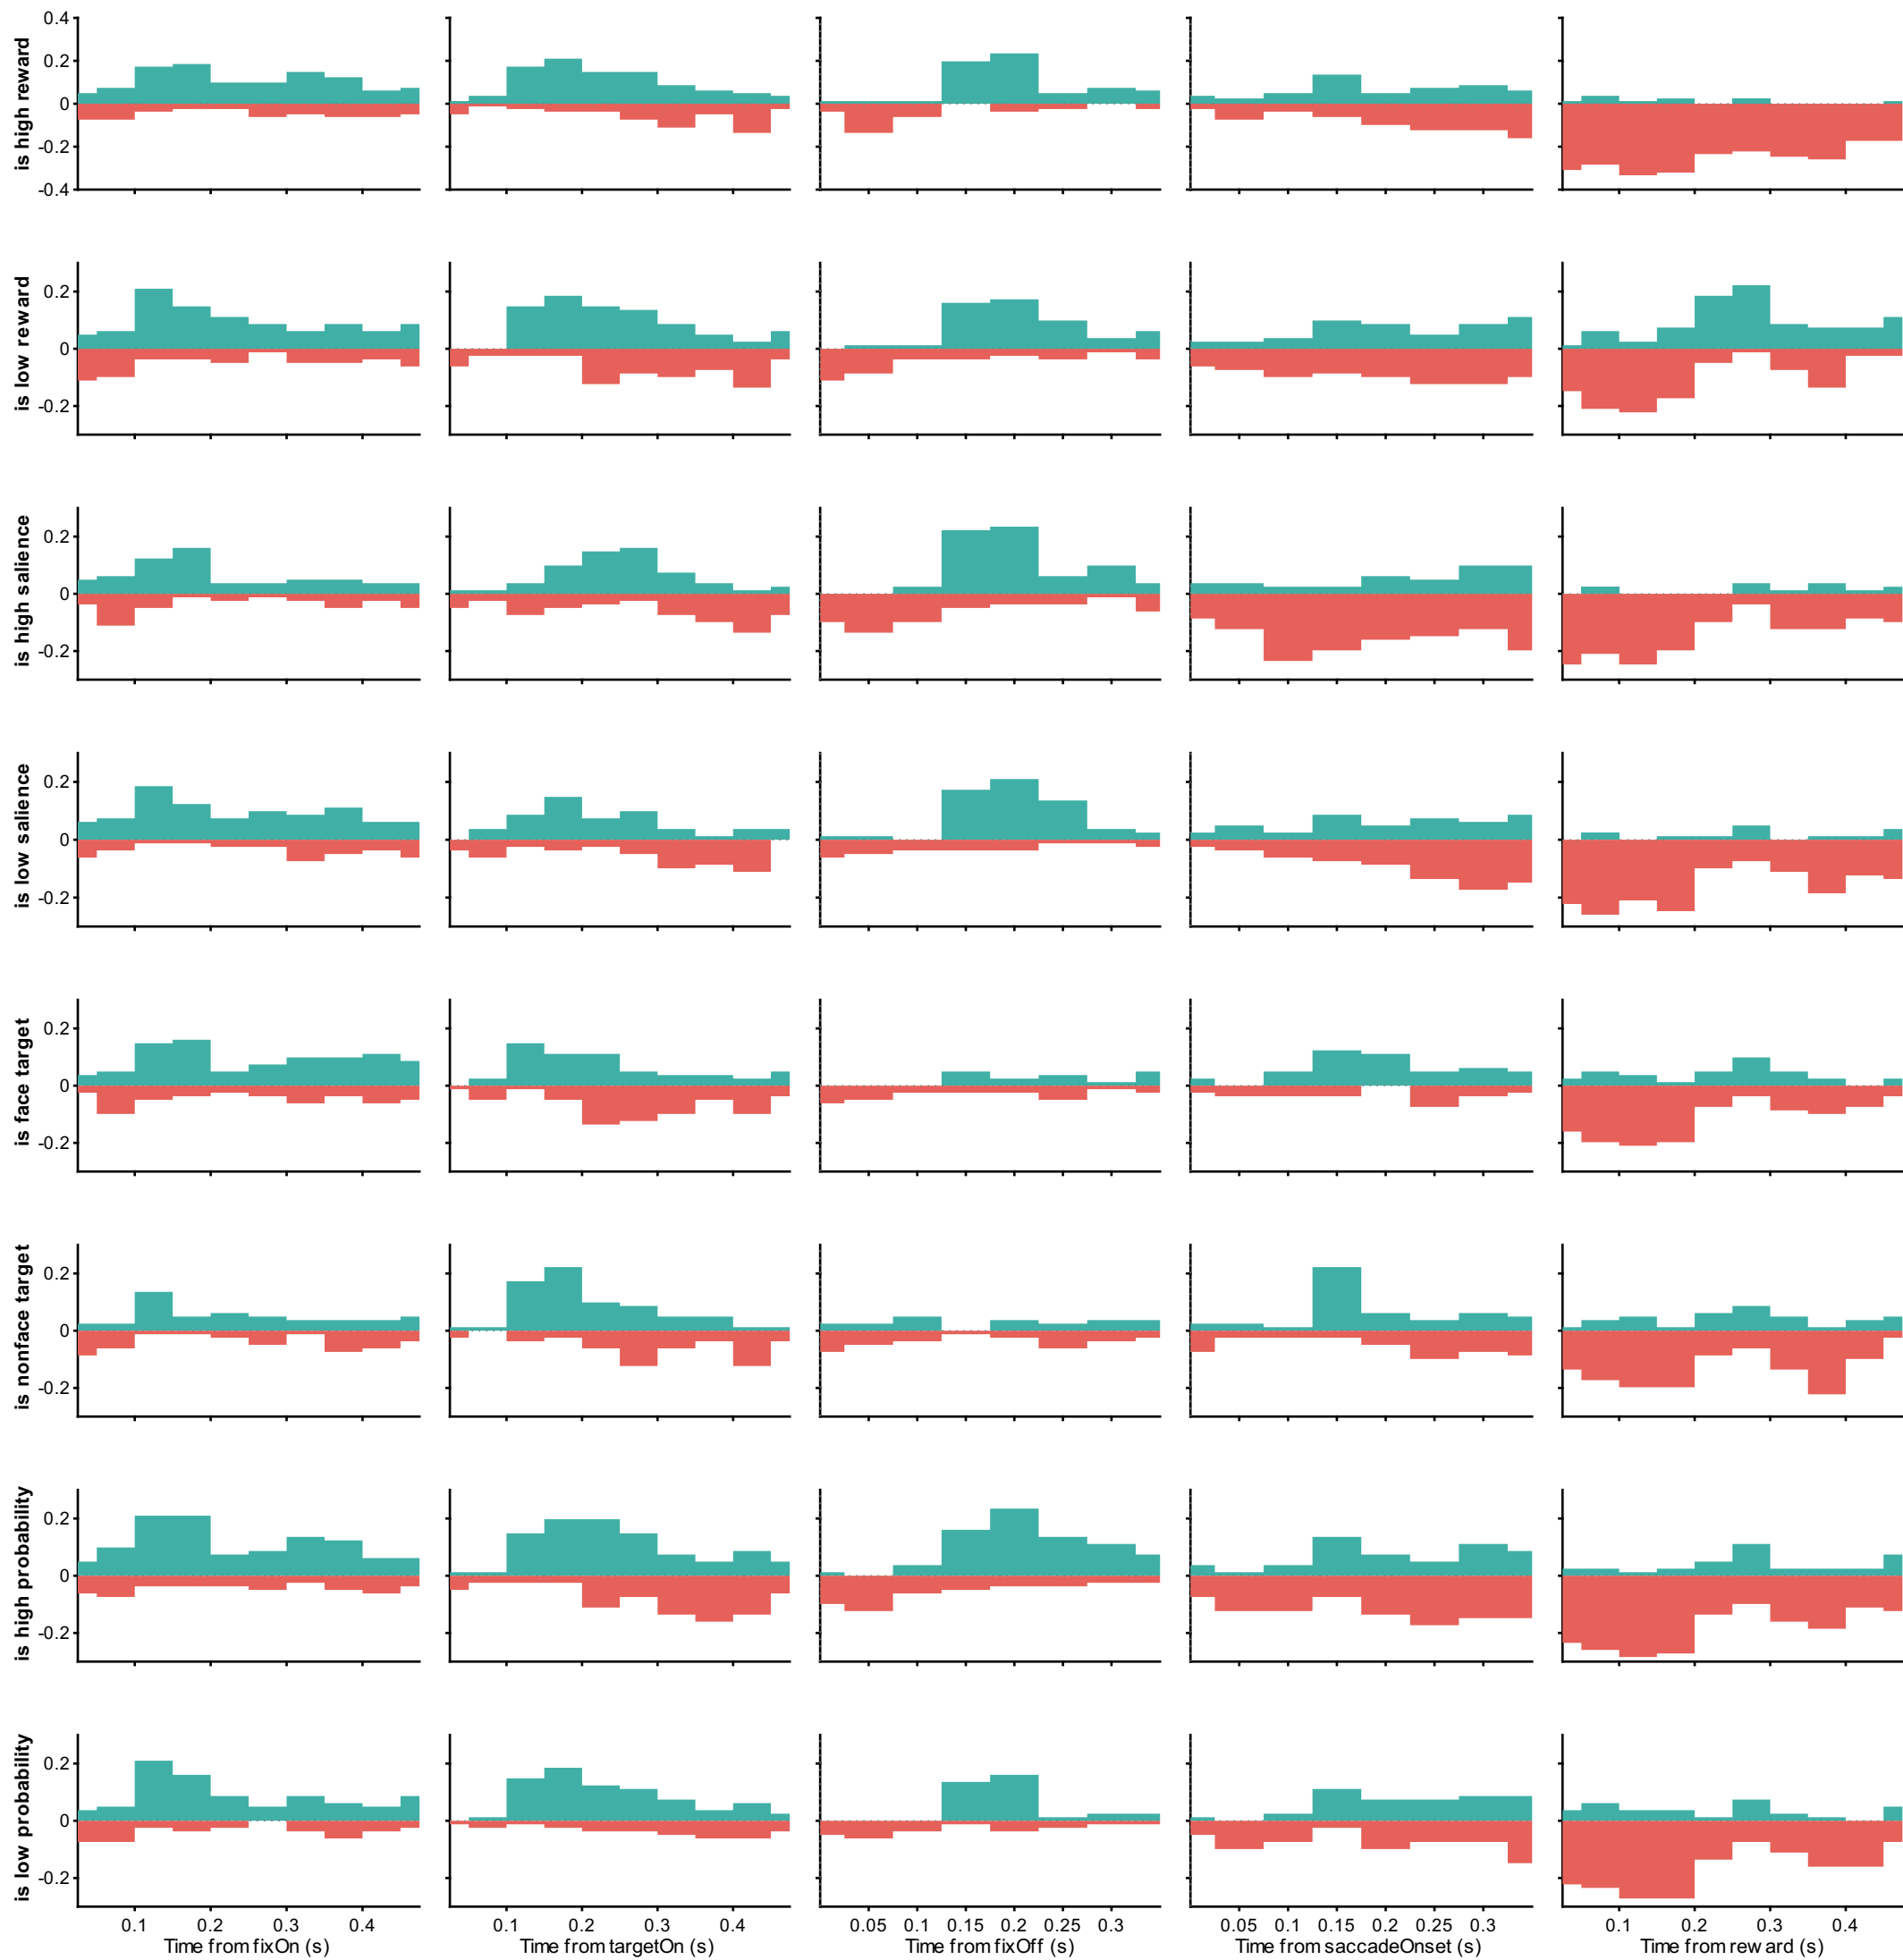 is high reward
0.4
0.2
0
-0.2
-0.4
is low reward
0.2
0
-0.2
is high salience
0.2
0
-0.2
is low salience
0.2
0
-0.2
is face target
0.2
0
-0.2
is nonface target
0.2
0
-0.2
is high probability
0.2
0
-0.2
is low probability
0.2
0
-0.2
0.1 0.2 0.3 0.4
Time from fixOn (s)
0.1 0.2 0.3 0.4
Time from targetOn (s)
0.05 0.1 0.15 0.2 0.25 0.3
Time from fixOff (s)
0.05 0.1 0.15 0.2 0.25 0.3
Time from saccadeOnset (s)
0.1 0.2 0.3 0.4
Time from reward (s)